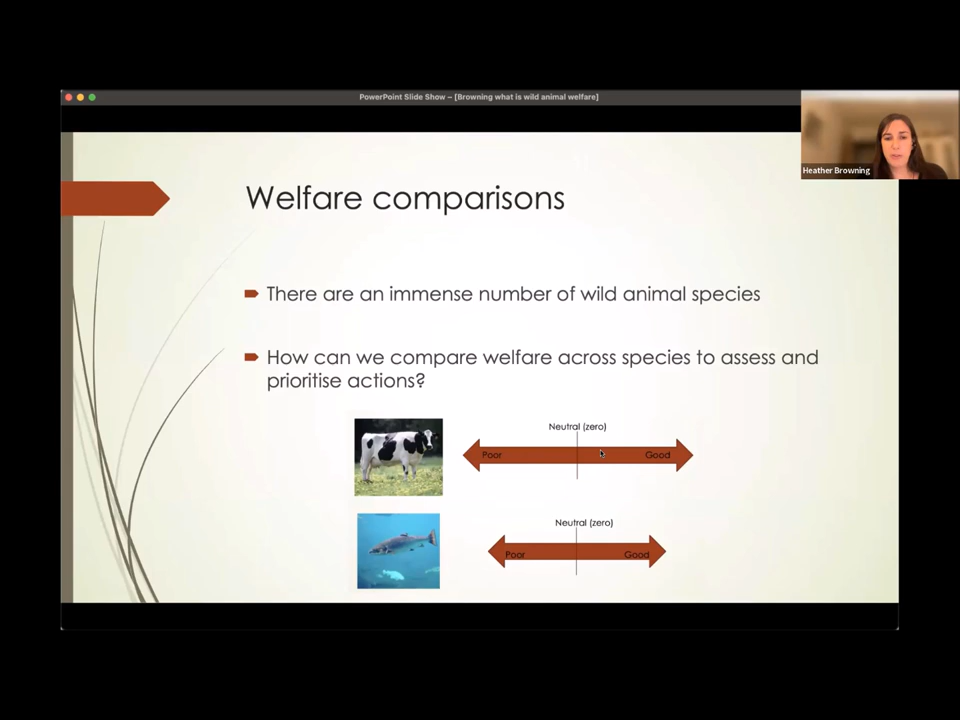 PowerPoint Slide Show – [Browning what is wild animal welfare]
Heather Browning
Welfare comparisons
There are an immense number of wild animal species
How can we compare welfare across species to assess and
prioritise actions?
Neutral (zero)
Poor Good
Neutral (zero)
Poor Good